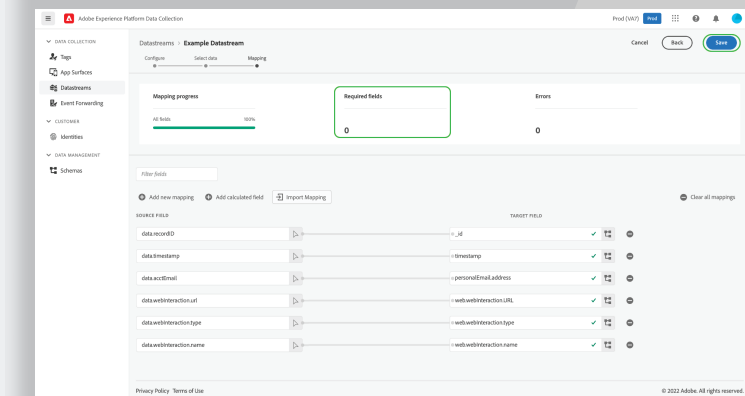 Adobe Experience Platform Data Collection
Prod (VA7) Prod
DATA COLLECTION
Tags
App Surfaces
Datastreams
Event Forwarding
CUSTOMER
Identities
DATA MANAGEMENT
Schemas
Datastreams › Example Datastream
Cancel Back Save
Configure Select data Mapping
Mapping progress Required fields Errors
All fields 100%
0 0
Filter fields
Add new mapping Add calculated field Import Mapping Clear all mappings
SOURCE FIELD TARGET FIELD
data.recordID _id
data.timestamp timestamp
data.acctEmail personalEmail.address
data.webInteraction.url web.webInteraction.URL
data.webInteraction.type web.webInteraction.type
data.webInteraction.name web.webInteraction.name
Privacy Policy Terms of Use © 2022 Adobe. All rights reserved.